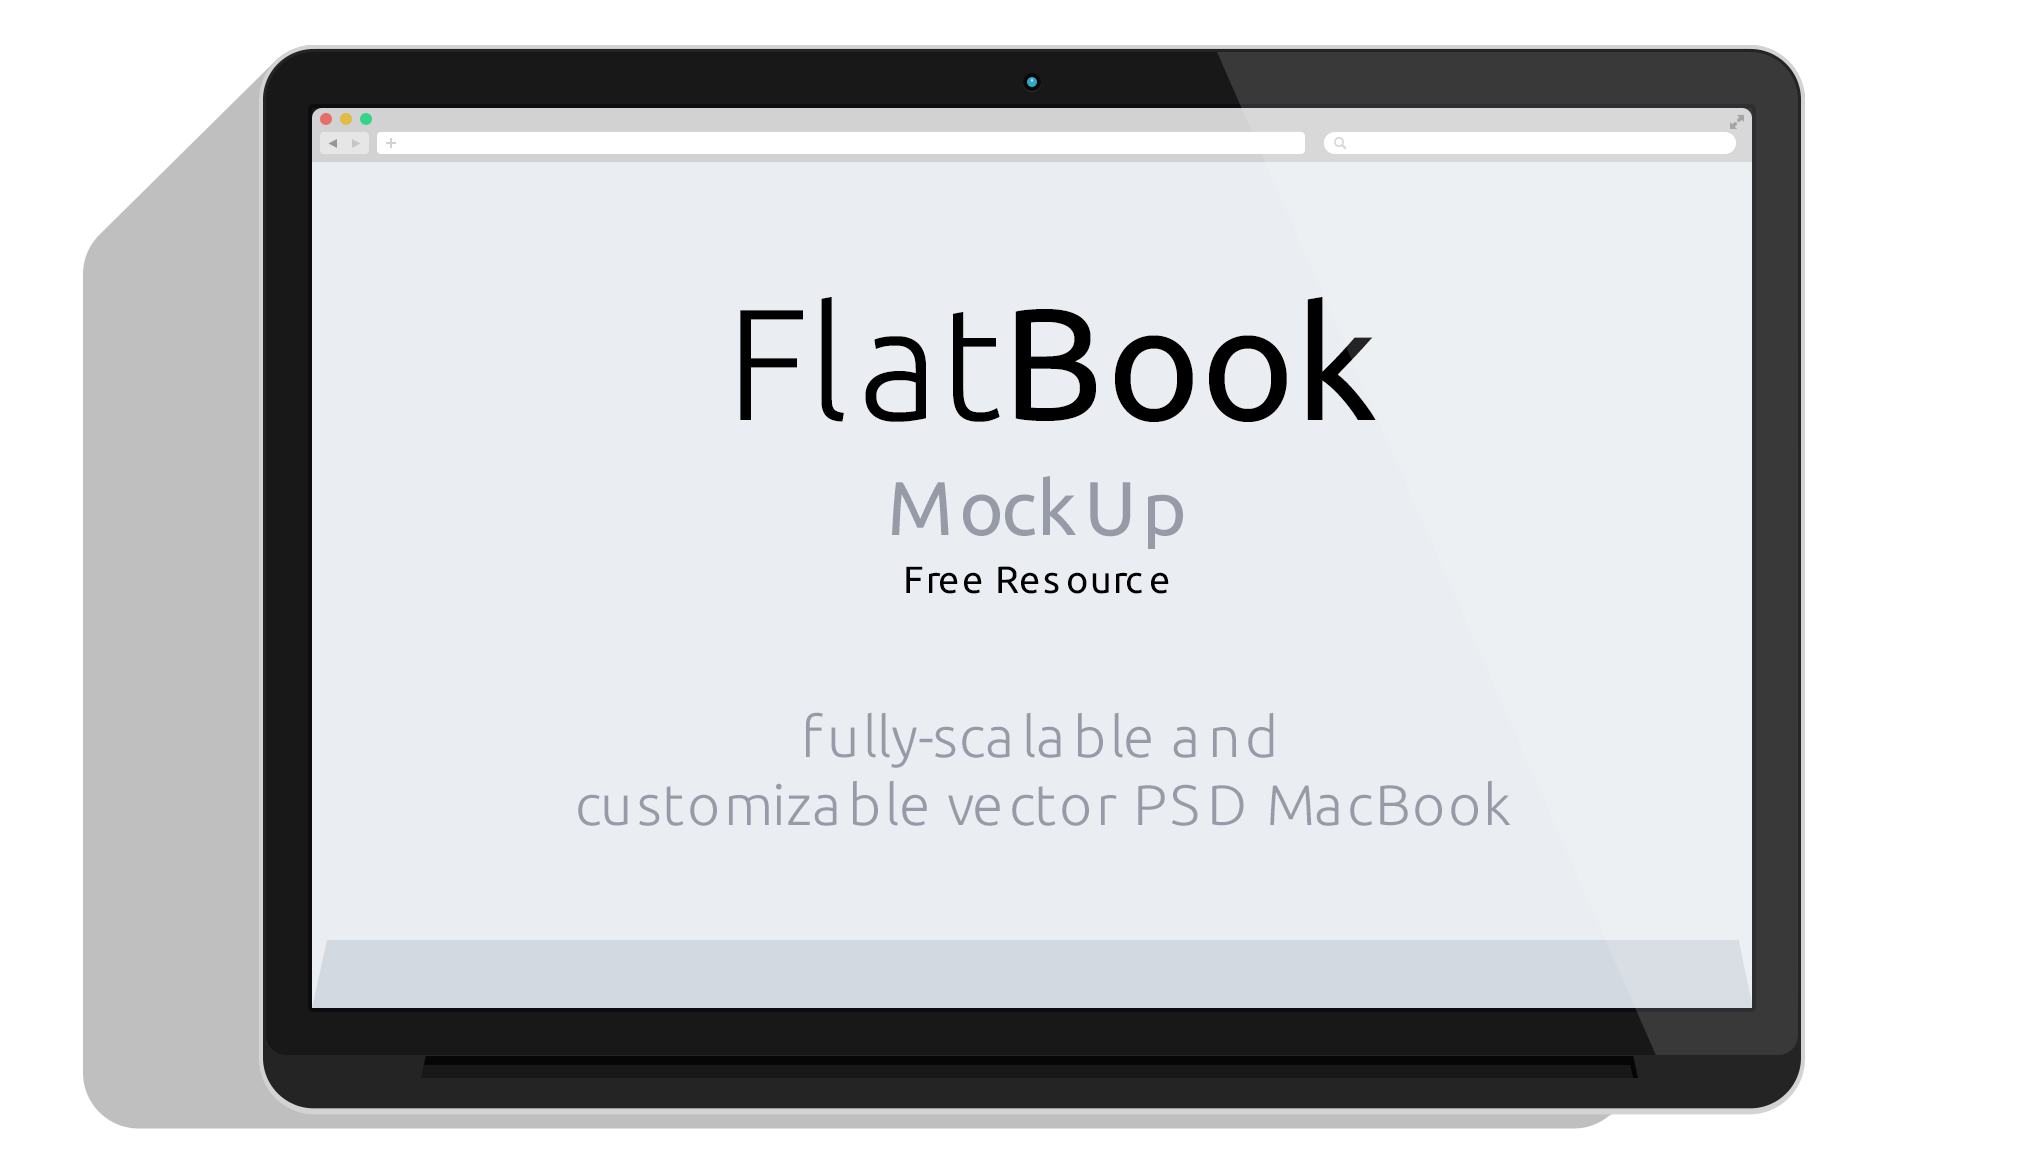 FlatBook
MockUp
Free Resource
fully-scalable and
customizable vector PSD MacBook